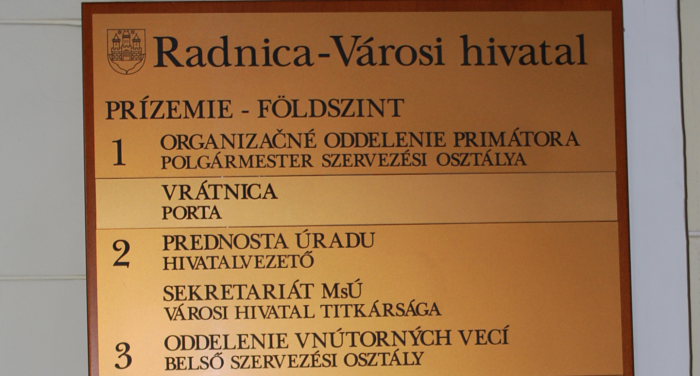 Radnica-Városi hivatal
PRÍZEMIE - FÖLDSZINT
1 ORGANIZAČNÉ ODDELENIE PRIMÁTORA
POLGÁRMESTER SZERVEZÉSI OSZTÁLYA
VRÁTNICA
PORTA
2 PREDNOSTA ÚRADU
HIVATALVEZETŐ
SEKRETARIÁT MsÚ
VÁROSI HIVATAL TITKÁRSÁGA
3 ODDELENIE VNÚTORNÝCH VECÍ
BELSŐ SZERVEZÉSI OSZTÁLY